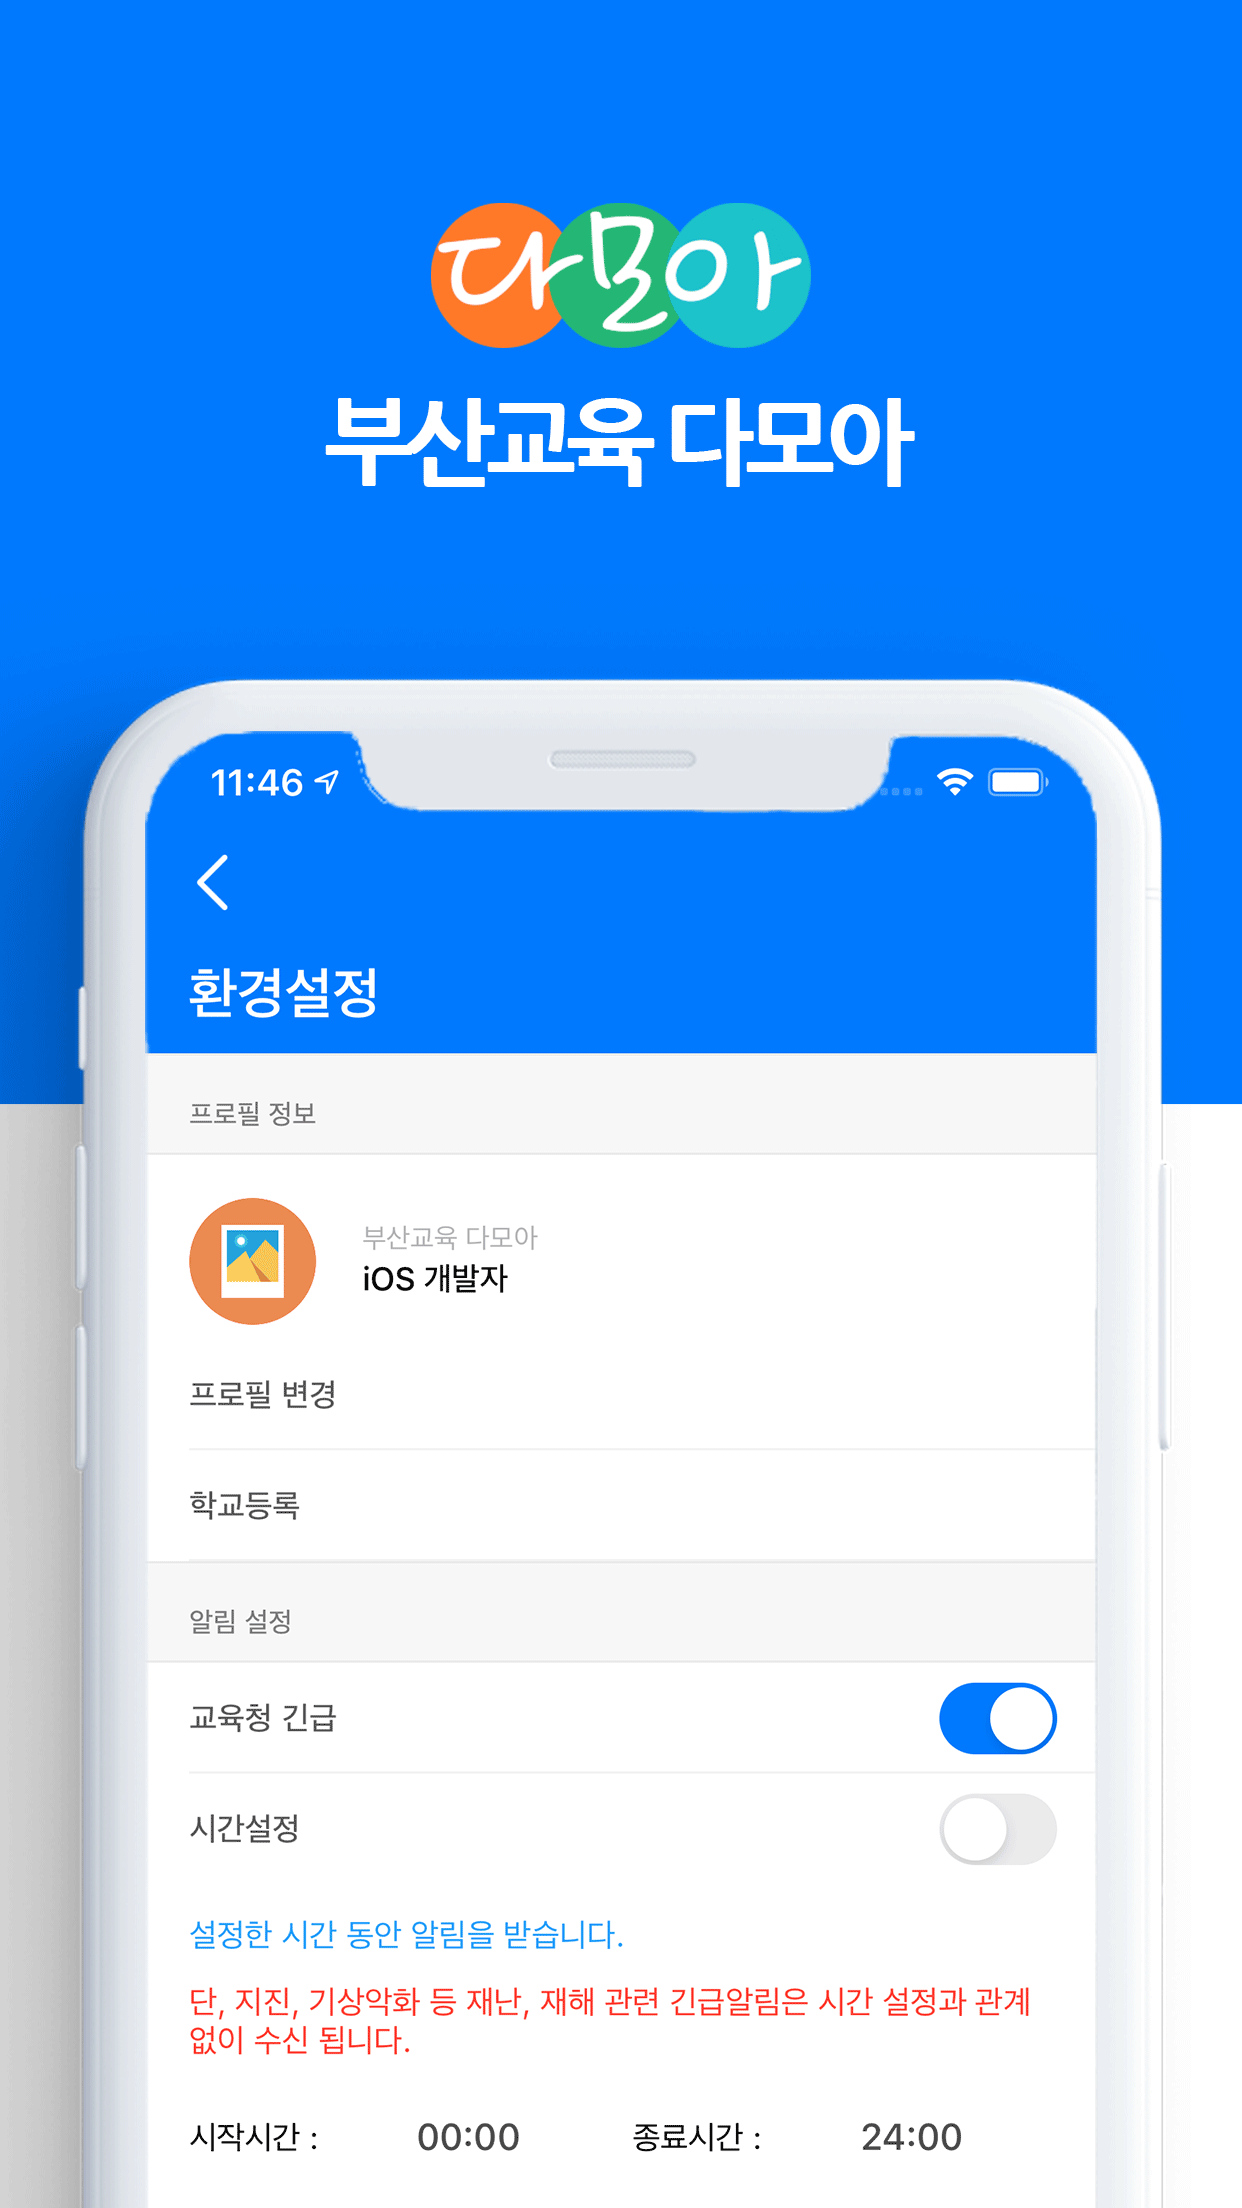 다모아
부산교육 다모아
11:46
환경설정
프로필 정보
부산교육 다모아
iOS 개발자
프로필 변경
학교등록
알림 설정
교육청 긴급
시간설정
설정한 시간 동안 알림을 받습니다.
단, 지진, 기상악화 등 재난, 재해 관련 긴급알림은 시간 설정과 관계
없이 수신 됩니다.
시작시간 : 00:00 종료시간 : 24:00